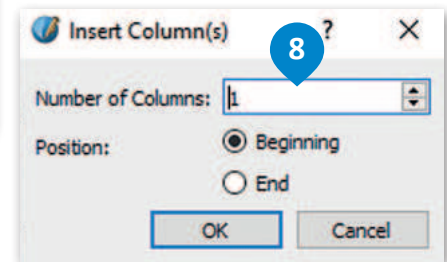 Insert Column(s) ? ×
8
Number of Columns: 1
Position: Beginning
End
OK Cancel